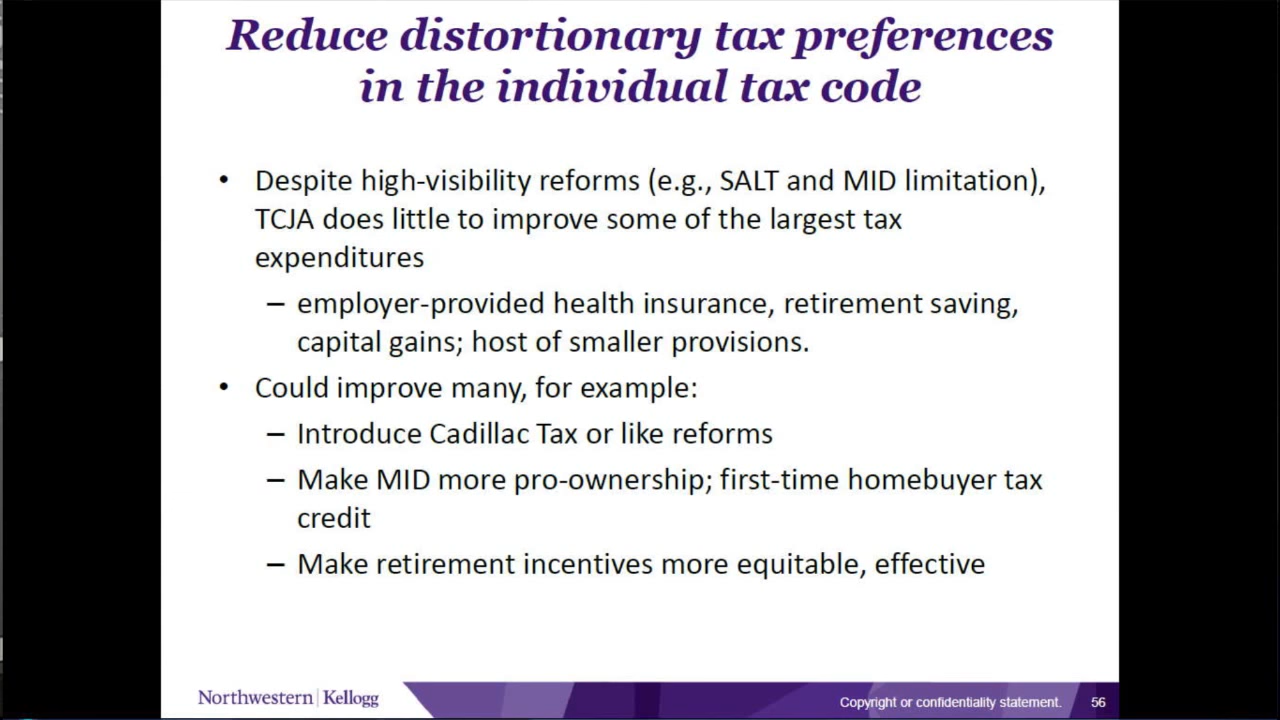 Reduce distortionary tax preferences
in the individual tax code
• Despite high-visibility reforms (e.g., SALT and MID limitation),
TCJA does little to improve some of the largest tax
expenditures
– employer-provided health insurance, retirement saving,
capital gains; host of smaller provisions.
• Could improve many, for example:
– Introduce Cadillac Tax or like reforms
– Make MID more pro-ownership; first-time homebuyer tax
credit
– Make retirement incentives more equitable, effective
Northwestern | Kellogg
Copyright or confidentiality statement. 56